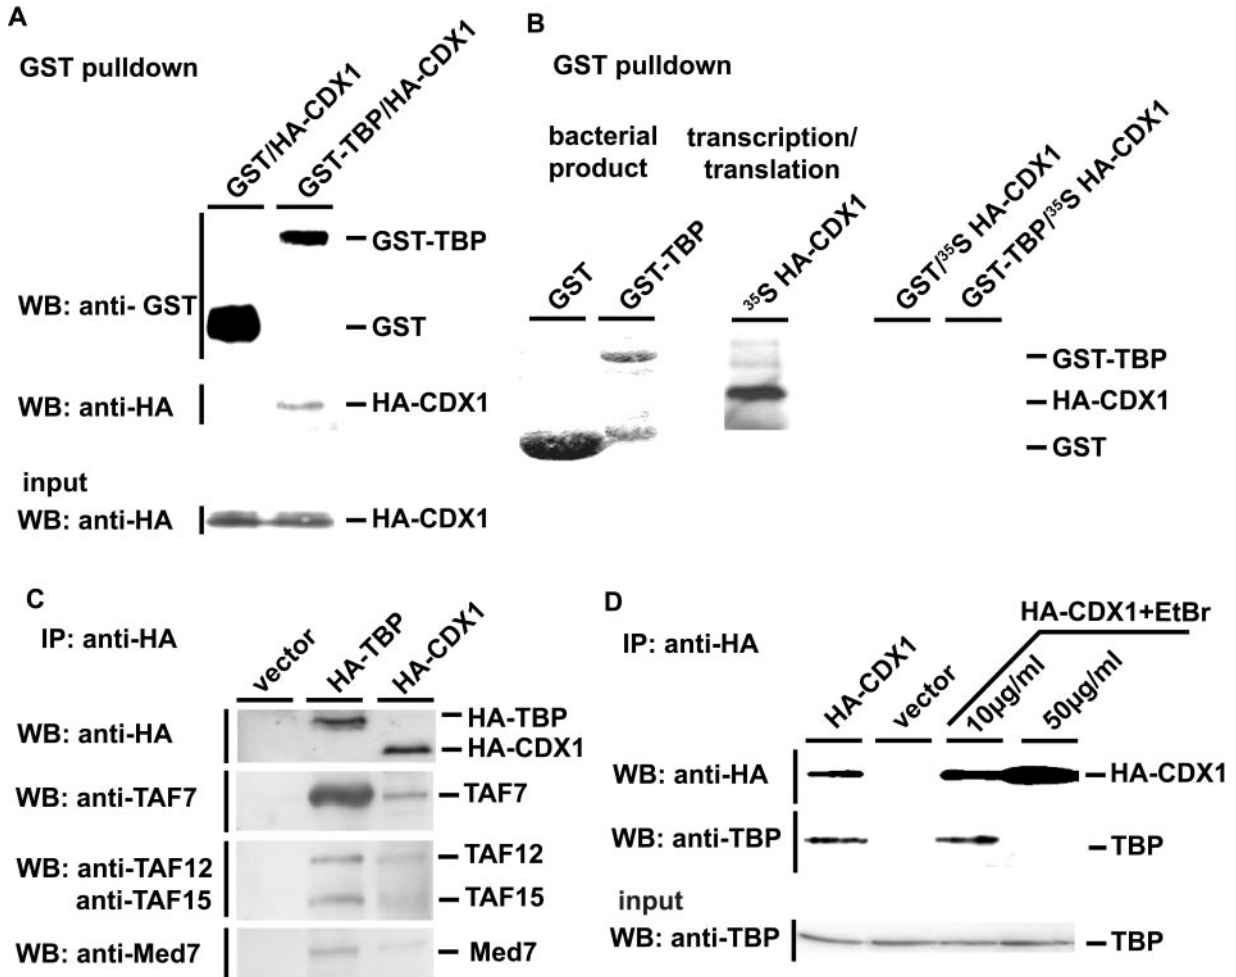 A
GST pulldown
GST/HA-CDX1
GST-TBP/HA-CDX1
GST-TBP
WB: anti- GST
GST
WB: anti-HA
HA-CDX1
input
WB: anti-HA
HA-CDX1
B
GST pulldown
bacterial
product
transcription/
translation
GST
GST-TBP
³⁵S HA-CDX1
GST/³⁵S HA-CDX1
GST-TBP/³⁵S HA-CDX1
GST-TBP
HA-CDX1
GST
C
IP: anti-HA
vector
HA-TBP
HA-CDX1
WB: anti-HA
HA-TBP
HA-CDX1
WB: anti-TAF7
TAF7
WB: anti-TAF12
anti-TAF15
TAF12
TAF15
WB: anti-Med7
Med7
D
IP: anti-HA
HA-CDX1+EtBr
HA-CDX1
vector
10µg/ml
50µg/ml
WB: anti-HA
HA-CDX1
WB: anti-TBP
TBP
input
WB: anti-TBP
TBP